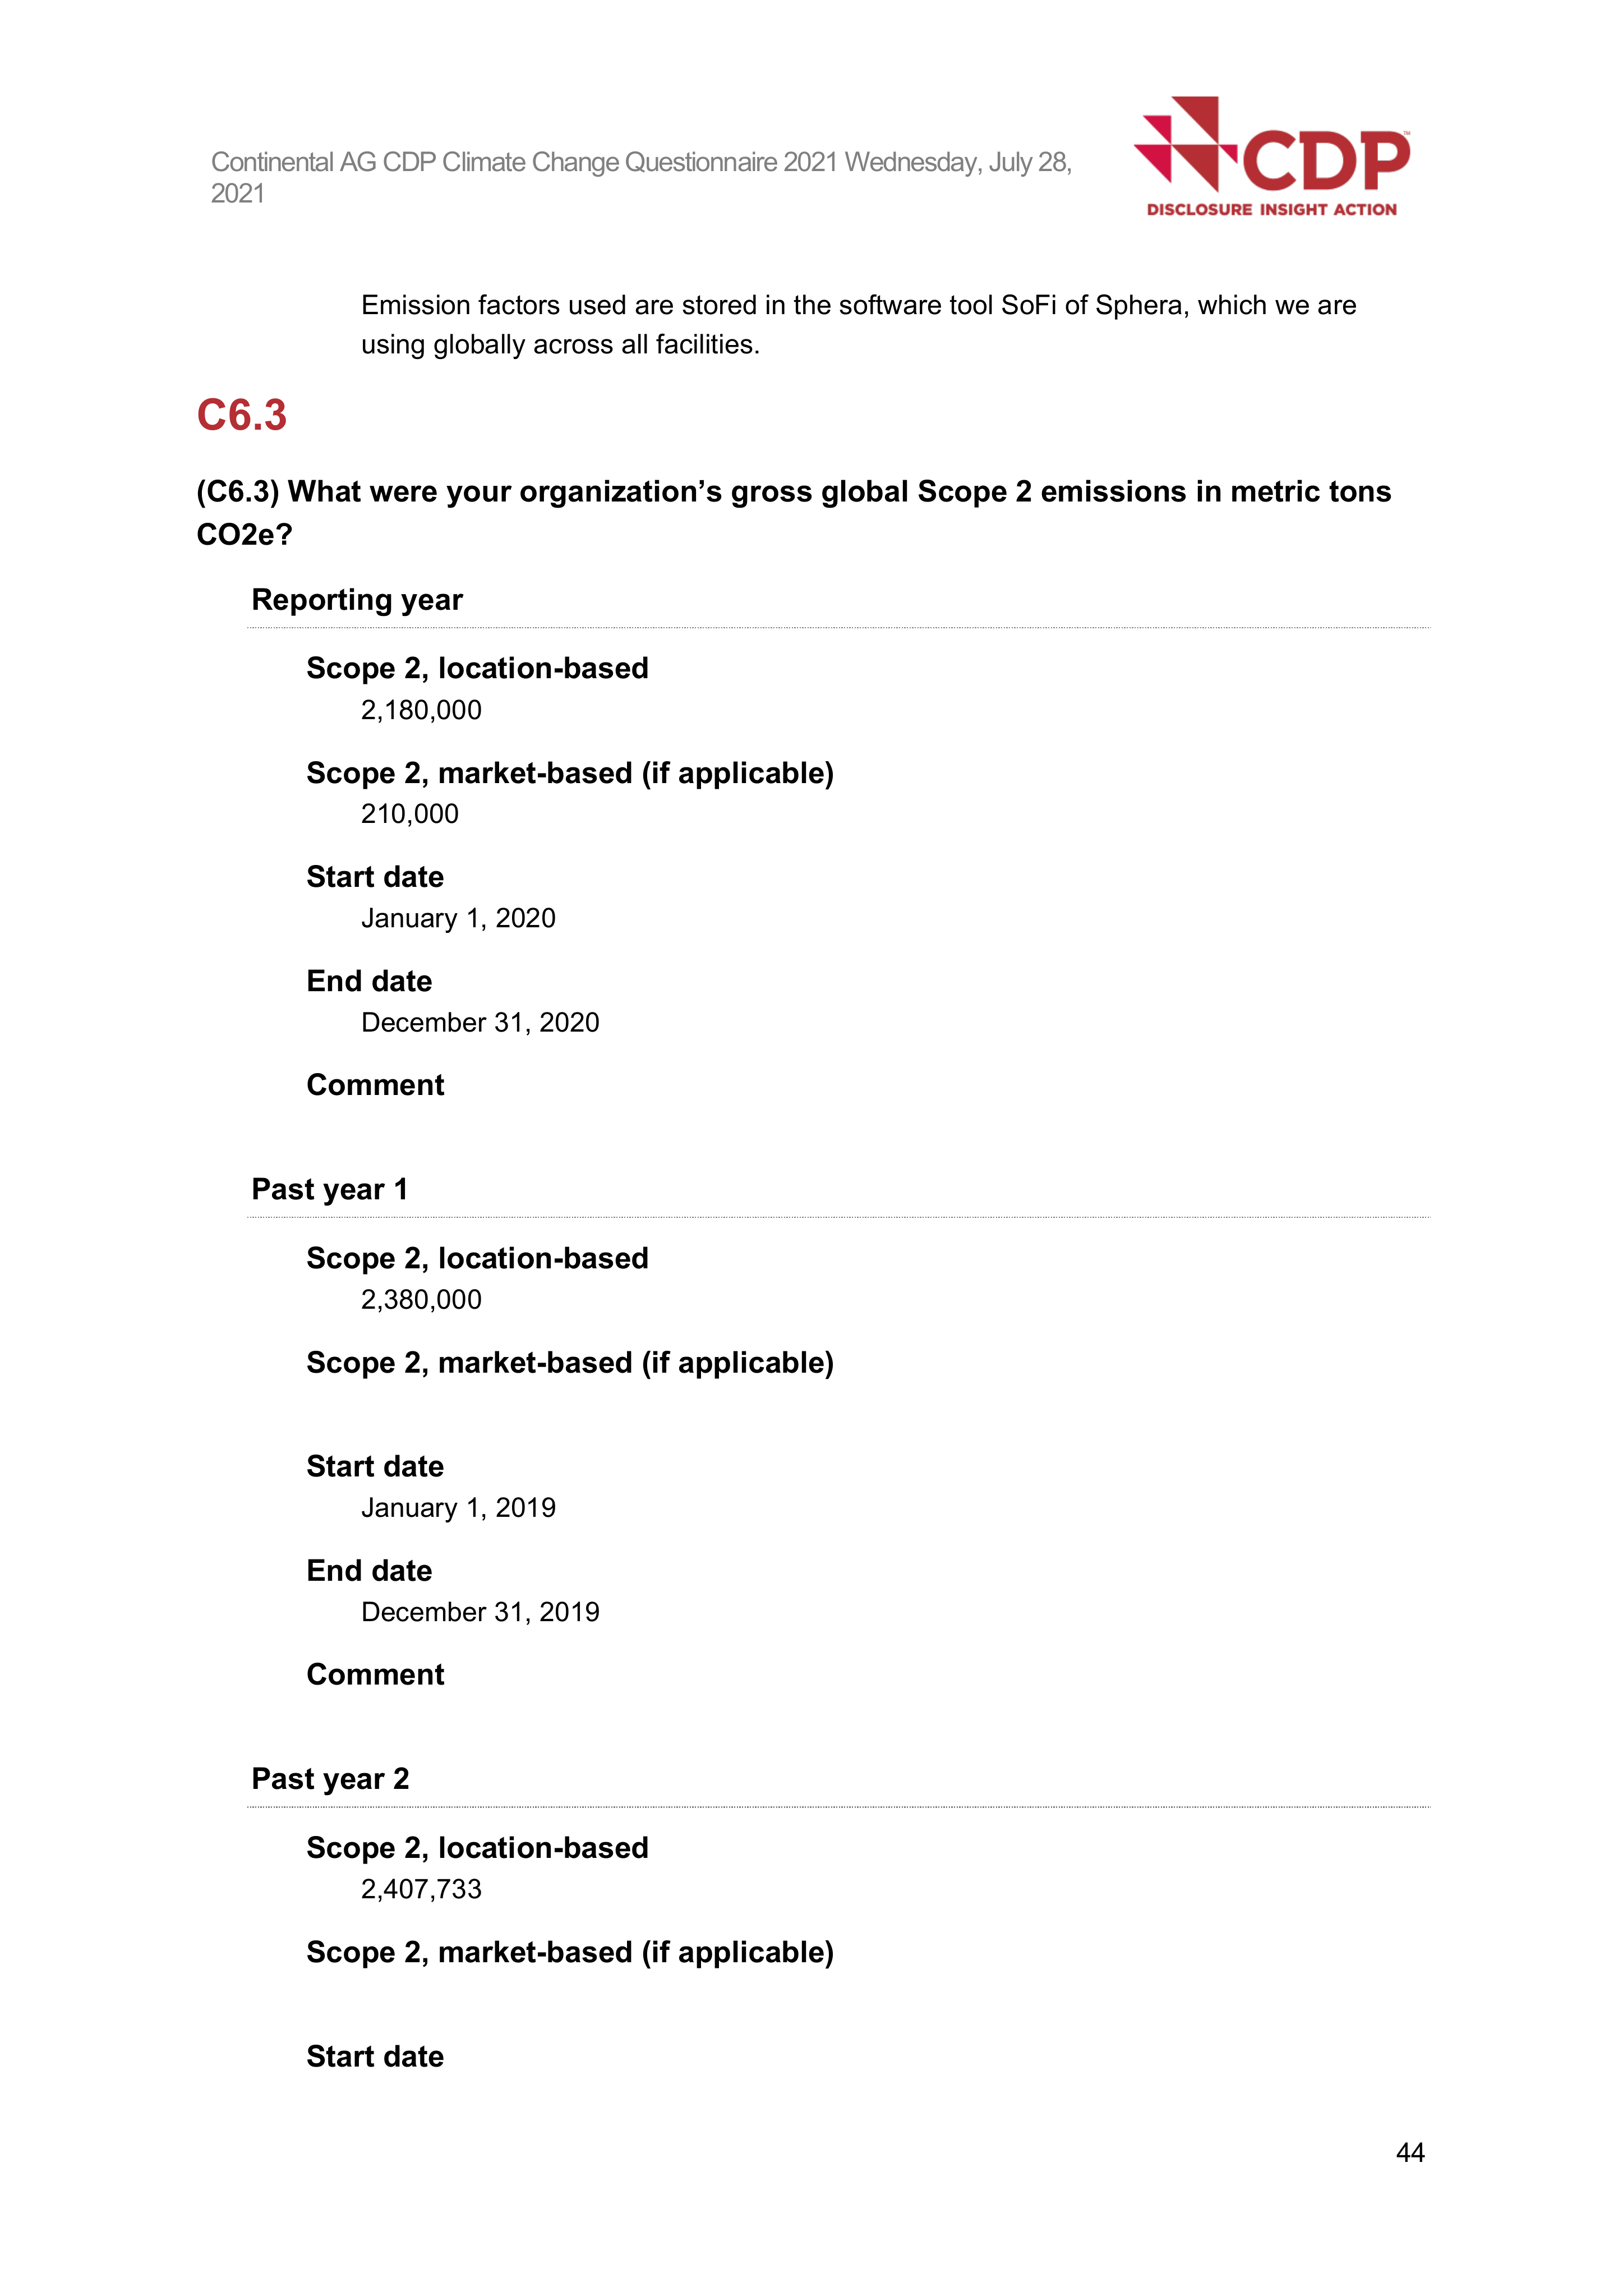 Continental AG CDP Climate Change Questionnaire 2021 Wednesday, July 28,
2021
CDP™
DISCLOSURE INSIGHT ACTION
Emission factors used are stored in the software tool SoFi of Sphera, which we are
using globally across all facilities.
C6.3
(C6.3) What were your organization’s gross global Scope 2 emissions in metric tons
CO2e?
Reporting year
Scope 2, location-based
2,180,000
Scope 2, market-based (if applicable)
210,000
Start date
January 1, 2020
End date
December 31, 2020
Comment
Past year 1
Scope 2, location-based
2,380,000
Scope 2, market-based (if applicable)
Start date
January 1, 2019
End date
December 31, 2019
Comment
Past year 2
Scope 2, location-based
2,407,733
Scope 2, market-based (if applicable)
Start date
44